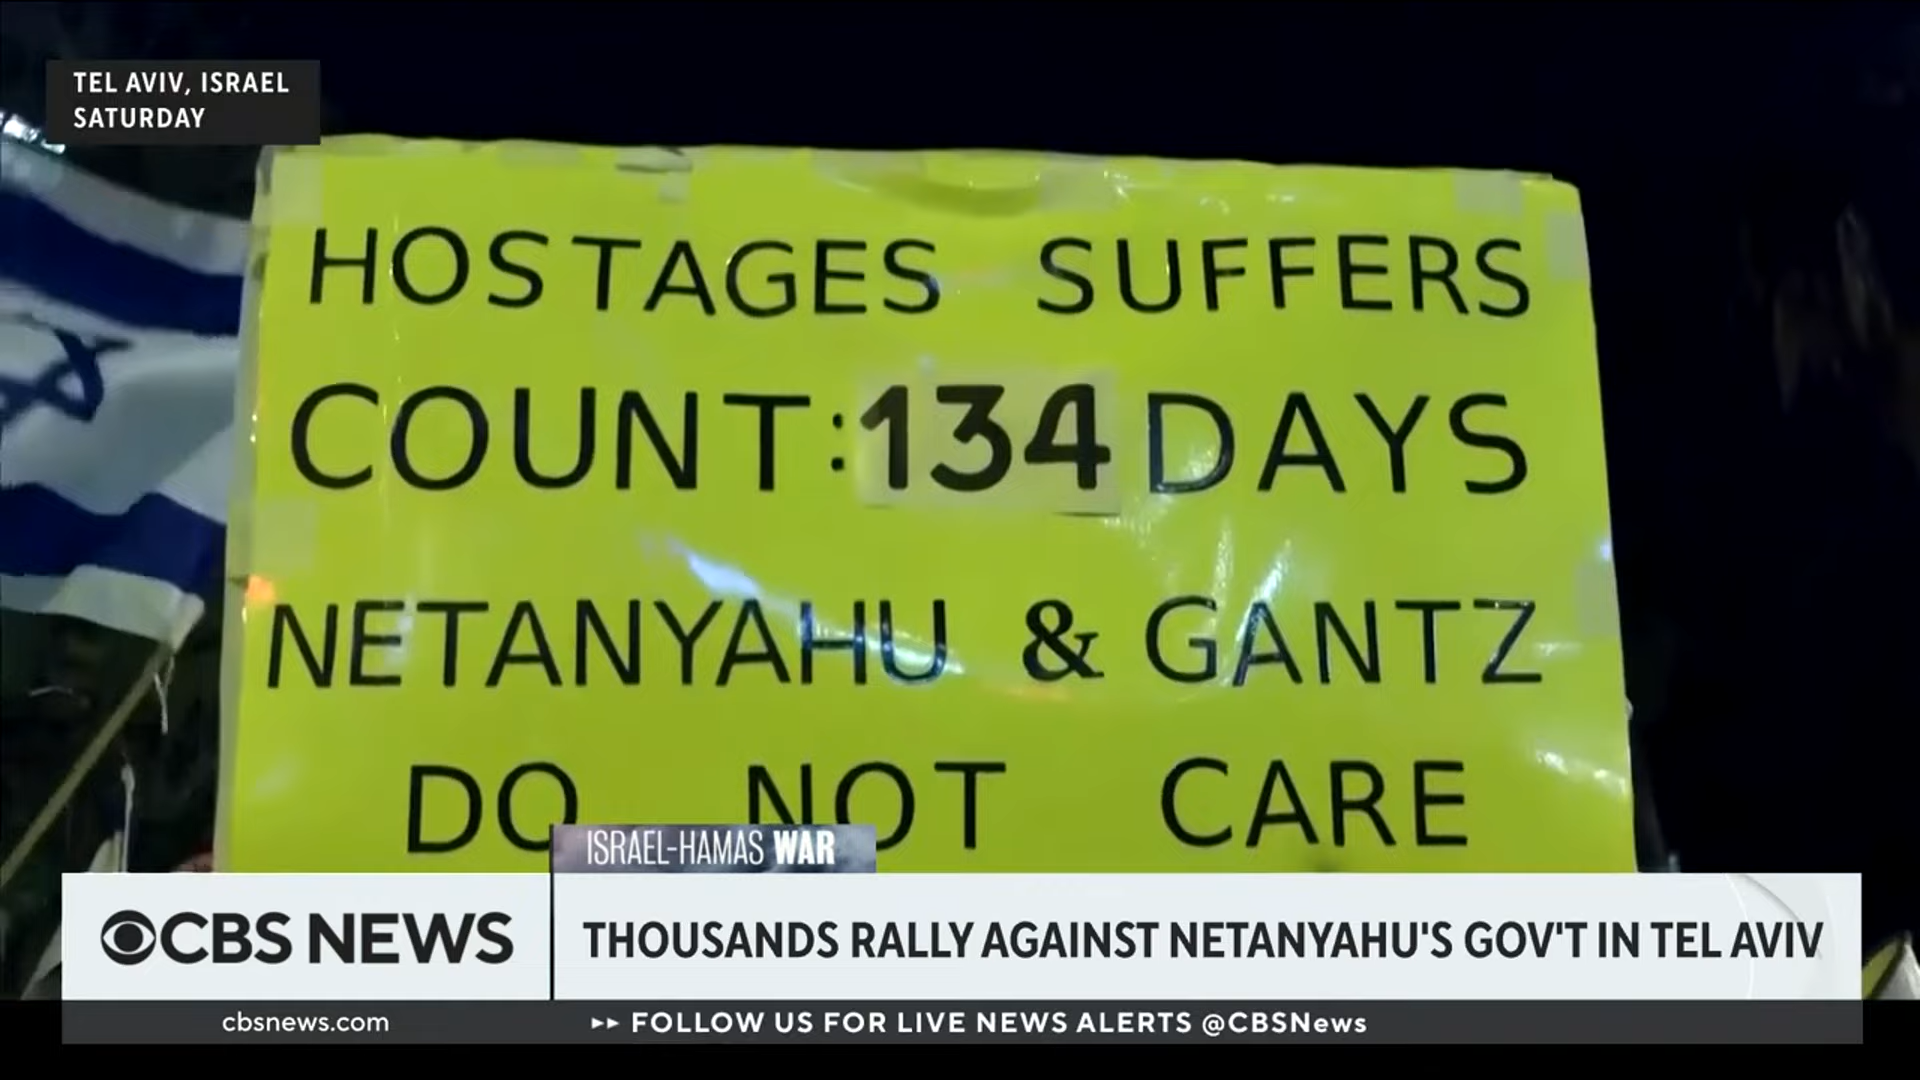 TEL AVIV, ISRAEL
SATURDAY
HOSTAGES SUFFERS
COUNT:134 DAYS
NETANYAHU & GANTZ
DO NOT CARE
ISRAEL-HAMAS WAR
CBS NEWS
THOUSANDS RALLY AGAINST NETANYAHU'S GOV'T IN TEL AVIV
cbsnews.com
FOLLOW US FOR LIVE NEWS ALERTS @CBSNews